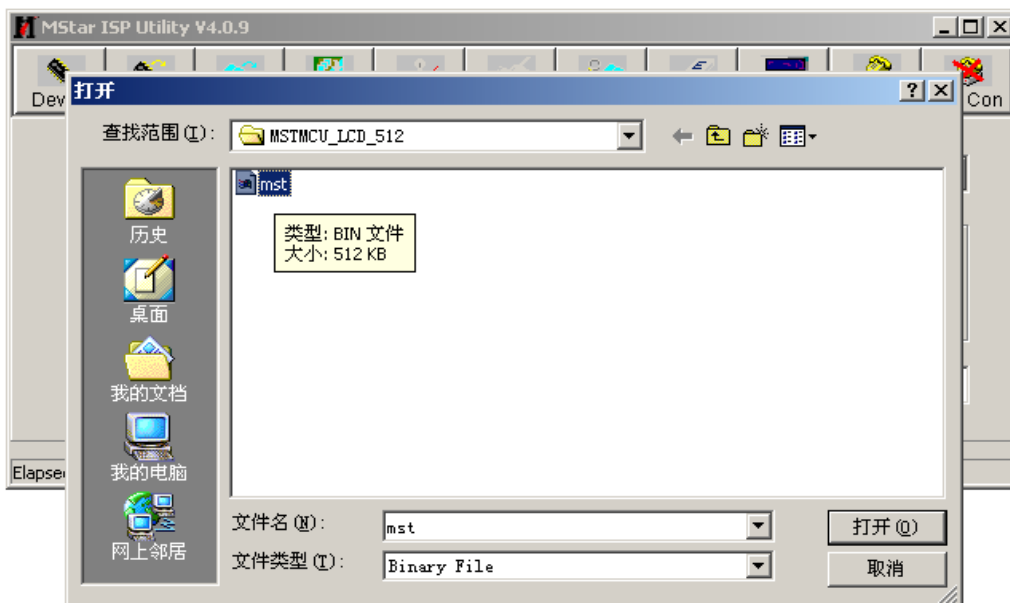 MStar ISP Utility V4.0.9
Dev
Con
打开
查找范围(I):
MSTMCU_LCD_512
mst
类型: BIN 文件
大小: 512 KB
历史
桌面
我的文档
我的电脑
网上邻居
Elapse
文件名(N):
mst
打开(O)
文件类型(T):
Binary File
取消